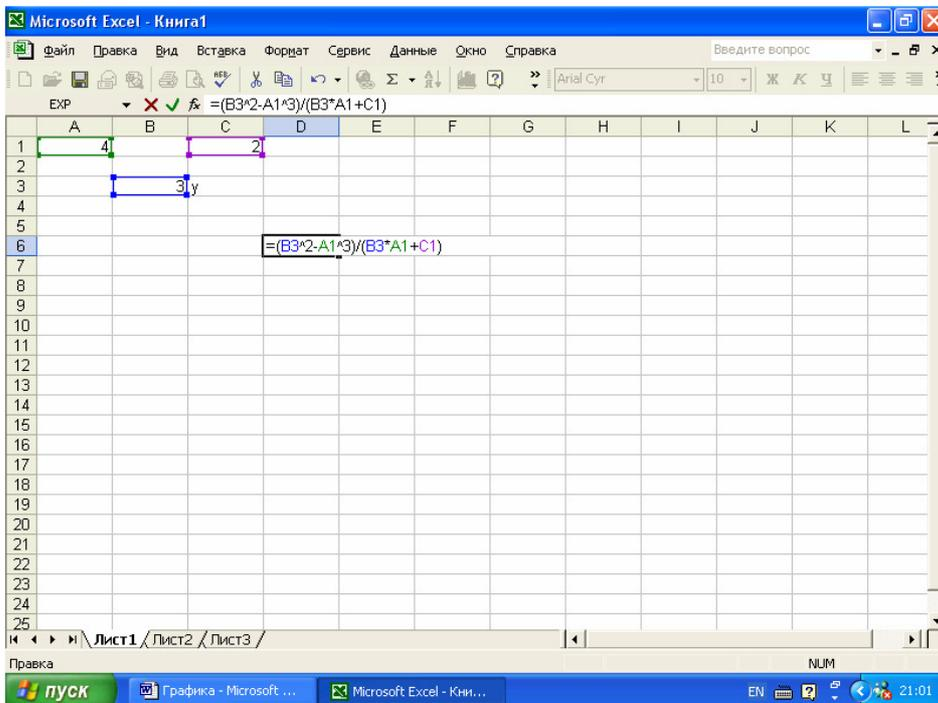 Microsoft Excel - Книга1
Файл Правка Вид Вставка Формат Сервис Данные Окно Справка Введите вопрос
Arial Cyr 10 Ж К Ч
EXP =(B3^2-A1^3)/(B3*A1+C1)
A B C D E F G H I J K L
1 4 2
2
3 3 y
4
5
6 =(B3^2-A1^3)/(B3*A1+C1)
7
8
9
10
11
12
13
14
15
16
17
18
19
20
21
22
23
24
25
Лист1 Лист2 Лист3
Правка NUM
пуск Графика - Microsoft ... Microsoft Excel - Кни... EN 21:01